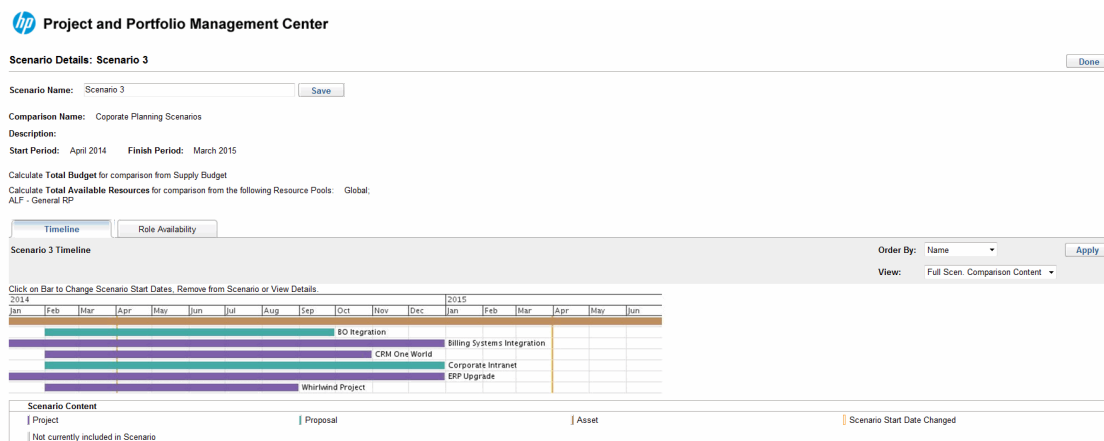 hp Project and Portfolio Management Center
Scenario Details: Scenario 3
Done
Scenario Name: Scenario 3 Save
Comparison Name: Coporate Planning Scenarios
Description:
Start Period: April 2014 Finish Period: March 2015
Calculate Total Budget for comparison from Supply Budget
Calculate Total Available Resources for comparison from the following Resource Pools: Global;
ALF - General RP
Timeline Role Availability
Scenario 3 Timeline Order By: Name Apply
View: Full Scen. Comparison Content
Click on Bar to Change Scenario Start Dates, Remove from Scenario or View Details.
2014 2015
Jan Feb Mar Apr May Jun Jul Aug Sep Oct Nov Dec Jan Feb Mar Apr May Jun
BO Itegration
Billing Systems Integration
CRM One World
Corporate Intranet
ERP Upgrade
Whirlwind Project
Scenario Content
Project Proposal Asset Scenario Start Date Changed
Not currently included in Scenario